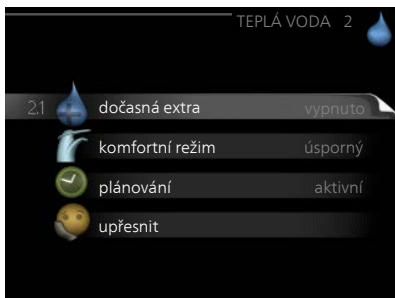 TEPLÁ VODA 2
2.1 dočasná extra vypnuto
komfortní režim úsporný
plánování aktivní
upřesnit